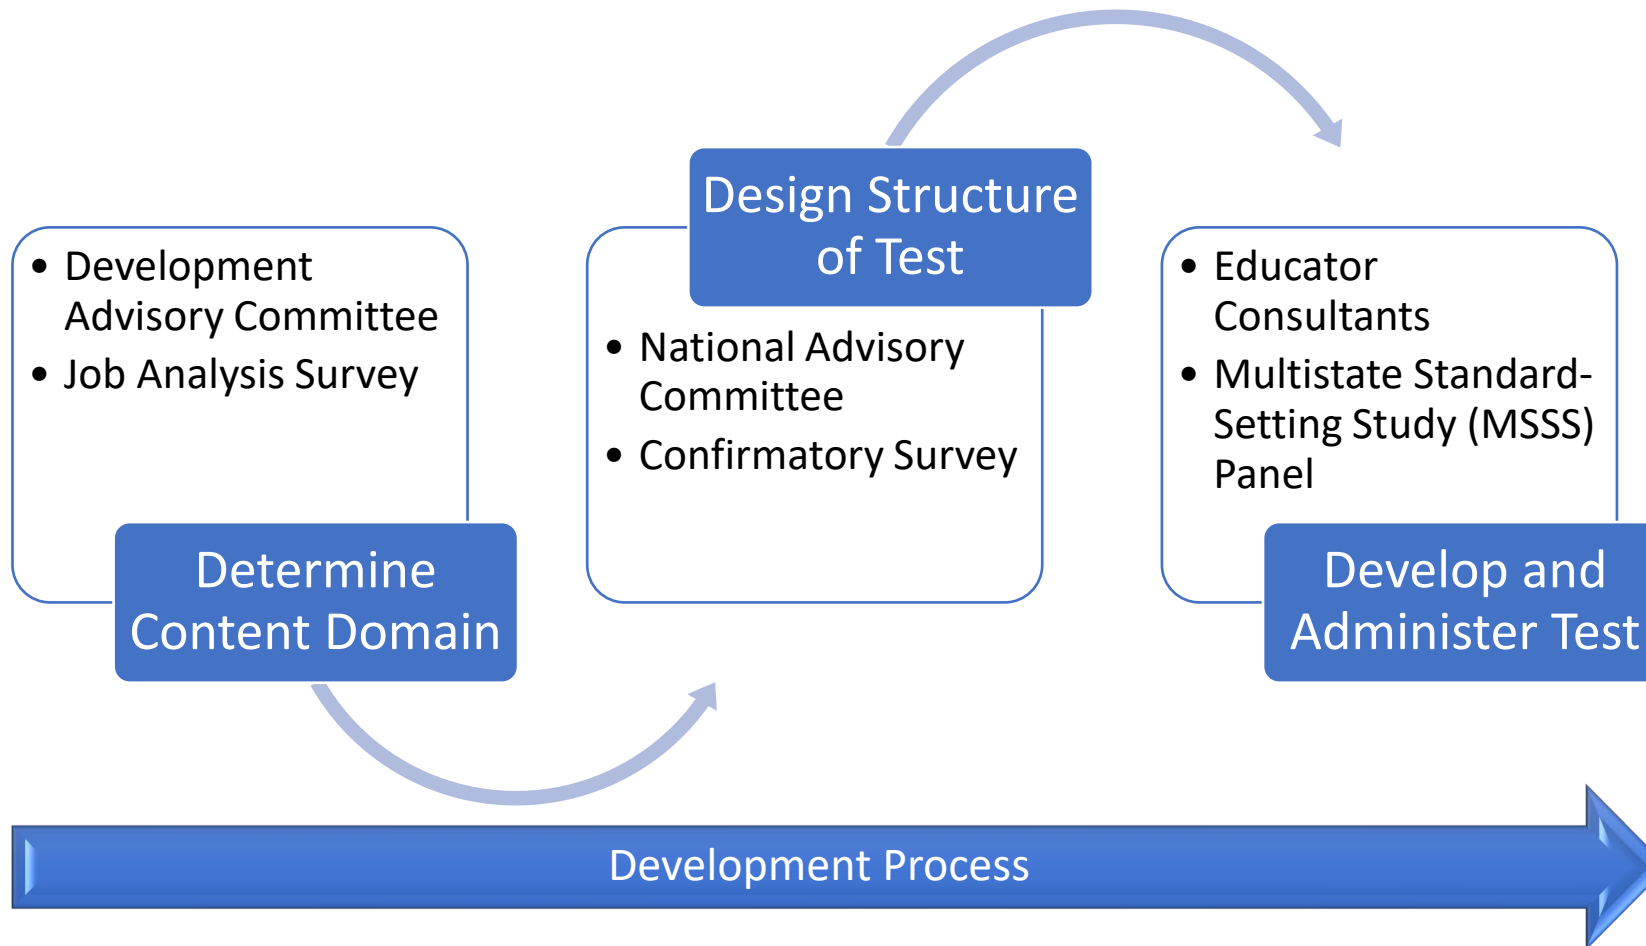 • Development
Advisory Committee
• Job Analysis Survey
Determine
Content Domain
Design Structure
of Test
• National Advisory
Committee
• Confirmatory Survey
• Educator
Consultants
• Multistate Standard-
Setting Study (MSSS)
Panel
Develop and
Administer Test
Development Process